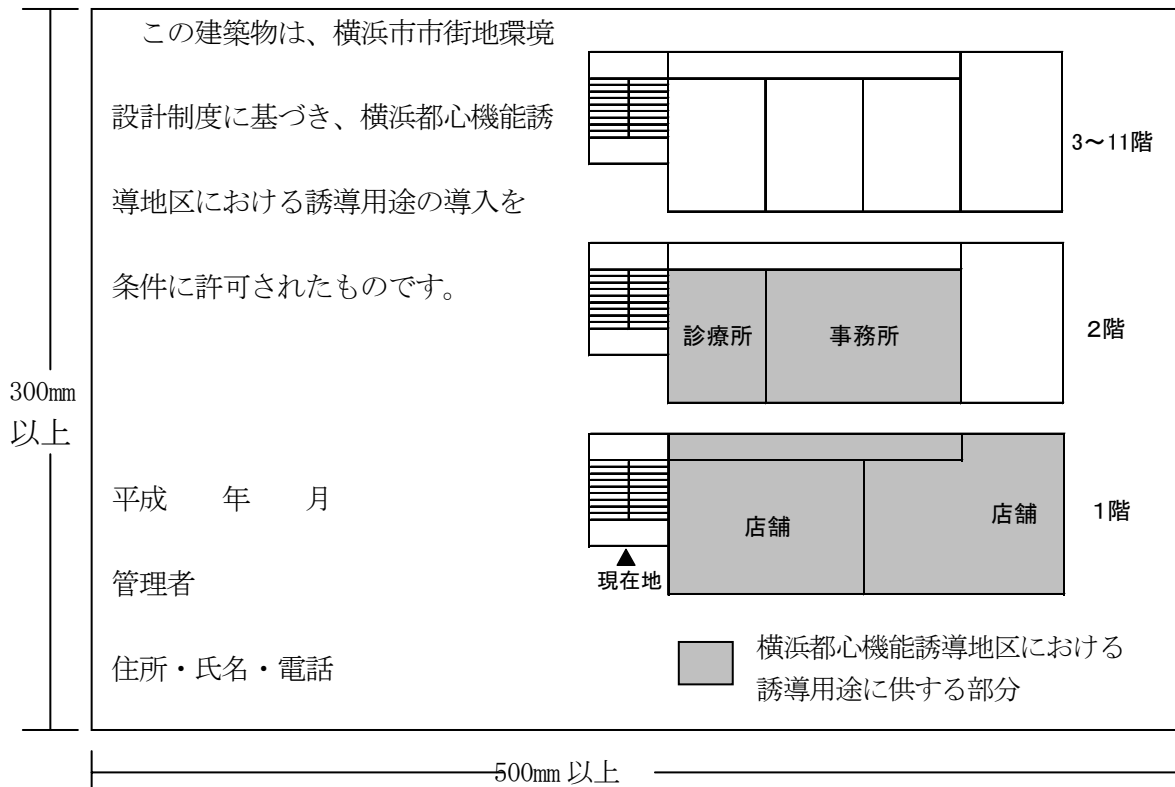 この建築物は、横浜市市街地環境
設計制度に基づき、横浜都心機能誘
導地区における誘導用途の導入を
条件に許可されたものです。
平成　　年　　月
管理者
住所・氏名・電話
3～11階
診療所
事務所
2階
店舗
店舗
1階
▲
現在地
横浜都心機能誘導地区における
誘導用途に供する部分
300mm
以上
500mm 以上